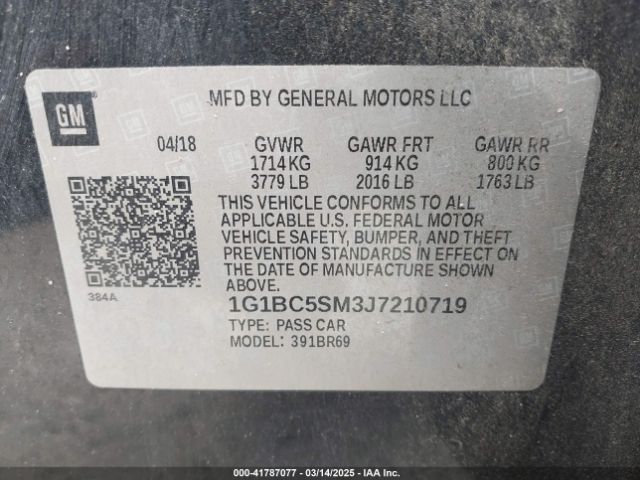 GM
MFD BY GENERAL MOTORS LLC
04/18 GVWR GAWR FRT GAWR RR
1714 KG 914 KG 800 KG
3779 LB 2016 LB 1763 LB
THIS VEHICLE CONFORMS TO ALL
APPLICABLE U.S. FEDERAL MOTOR
VEHICLE SAFETY, BUMPER, AND THEFT
PREVENTION STANDARDS IN EFFECT ON
THE DATE OF MANUFACTURE SHOWN
ABOVE.
384A
1G1BC5SM3J7210719
TYPE: PASS CAR
MODEL: 391BR69
000-41787077 - 03/14/2025 - IAA Inc.